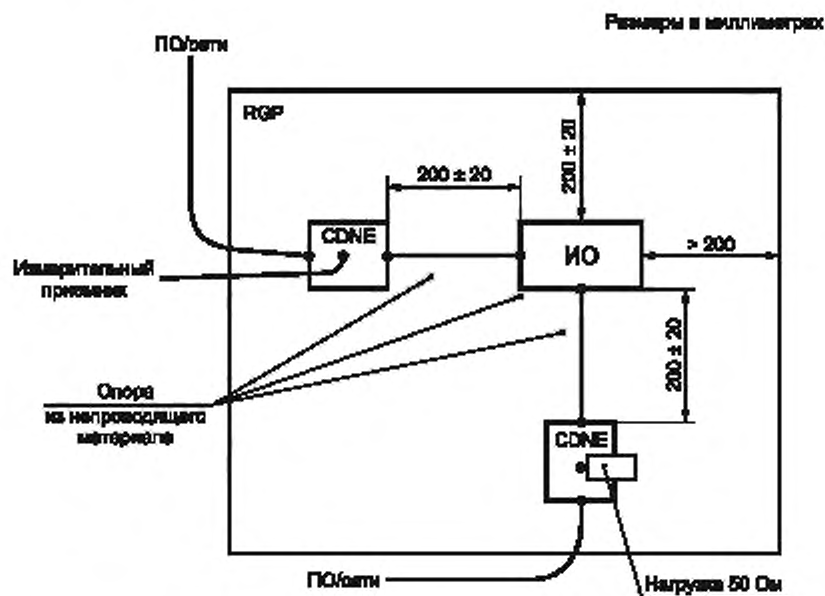 Размеры в миллиметрах
ПО/сети
RGP
200 ± 20
200 ± 20
CDNE
ИО
> 200
Измерительный
приемник
200 ± 20
Опора
из непроводящего
материала
CDNE
ПО/сети
Нагрузка 50 Ом